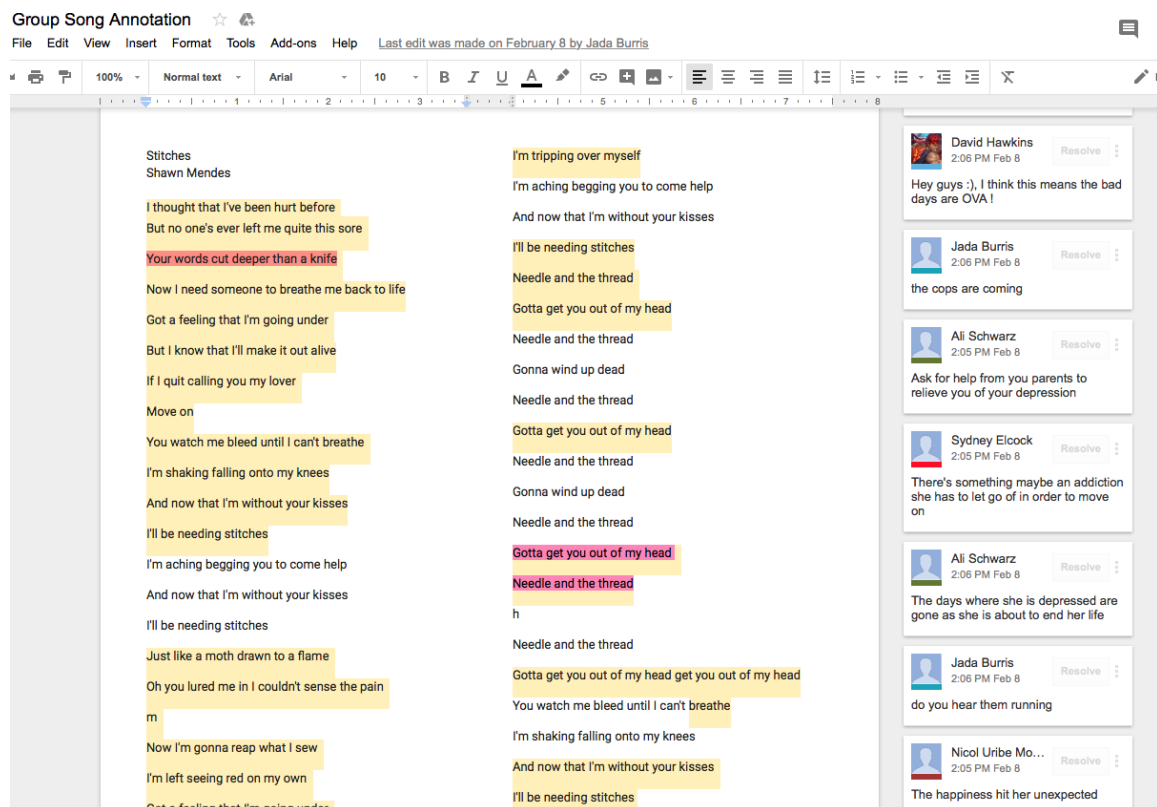 Group Song Annotation
File Edit View Insert Format Tools Add-ons Help Last edit was made on February 8 by Jada Burris
100% Normal text Arial 10 B I U A
1 2 3 5 6 7 8
Stitches
Shawn Mendes
I thought that I've been hurt before
But no one's ever left me quite this sore
Your words cut deeper than a knife
Now I need someone to breathe me back to life
Got a feeling that I'm going under
But I know that I'll make it out alive
If I quit calling you my lover
Move on
You watch me bleed until I can't breathe
I'm shaking falling onto my knees
And now that I'm without your kisses
I'll be needing stitches
I'm aching begging you to come help
And now that I'm without your kisses
I'll be needing stitches
Just like a moth drawn to a flame
Oh you lured me in I couldn't sense the pain
m
Now I'm gonna reap what I sew
I'm left seeing red on my own
Got a feeling that I'm going under
I'm tripping over myself
I'm aching begging you to come help
And now that I'm without your kisses
I'll be needing stitches
Needle and the thread
Gotta get you out of my head
Needle and the thread
Gonna wind up dead
Needle and the thread
Gotta get you out of my head
Needle and the thread
Gonna wind up dead
Needle and the thread
Gotta get you out of my head
Needle and the thread
h
Needle and the thread
Gotta get you out of my head get you out of my head
You watch me bleed until I can't breathe
I'm shaking falling onto my knees
And now that I'm without your kisses
I'll be needing stitches
David Hawkins
2:06 PM Feb 8
Resolve
Hey guys :), I think this means the bad
days are OVA !
Jada Burris
2:06 PM Feb 8
Resolve
the cops are coming
Ali Schwarz
2:05 PM Feb 8
Resolve
Ask for help from you parents to
relieve you of your depression
Sydney Elcock
2:05 PM Feb 8
Resolve
There's something maybe an addiction
she has to let go of in order to move
on
Ali Schwarz
2:06 PM Feb 8
Resolve
The days where she is depressed are
gone as she is about to end her life
Jada Burris
2:06 PM Feb 8
Resolve
do you hear them running
Nicol Uribe Mo...
2:05 PM Feb 8
Resolve
The happiness hit her unexpected